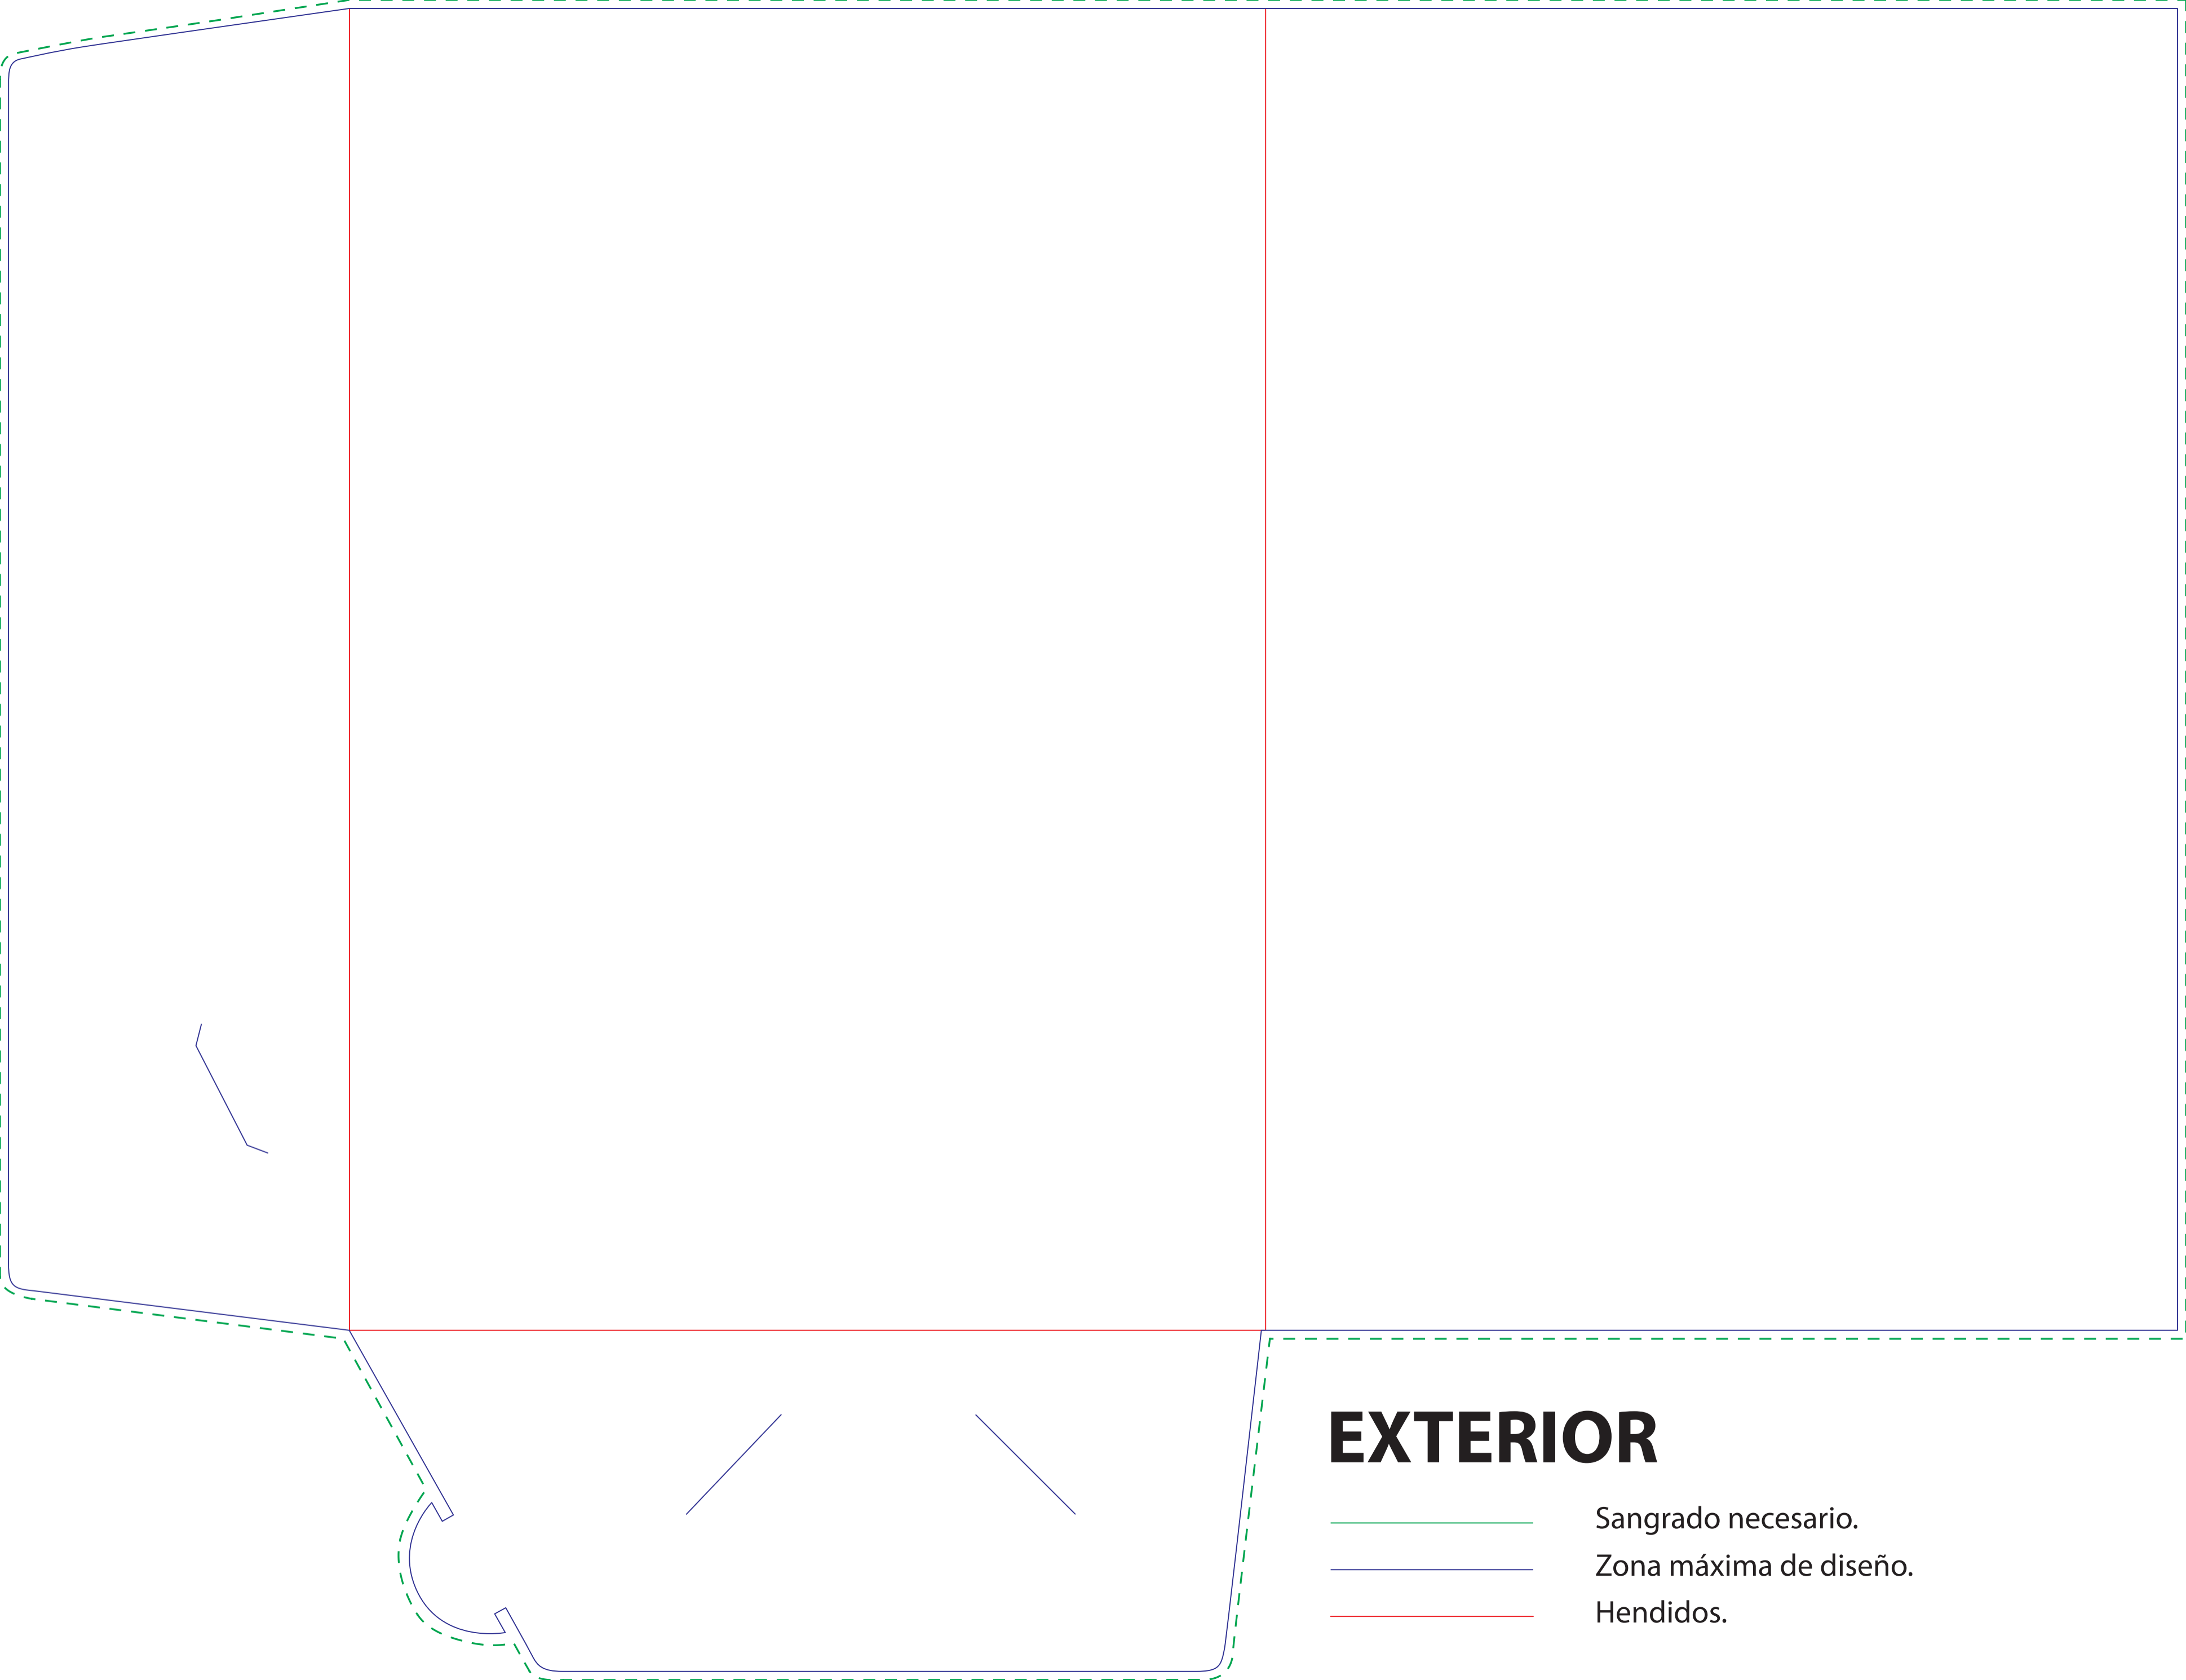 EXTERIOR
Sangrado necesario.
Zona máxima de diseño.
Hendidos.